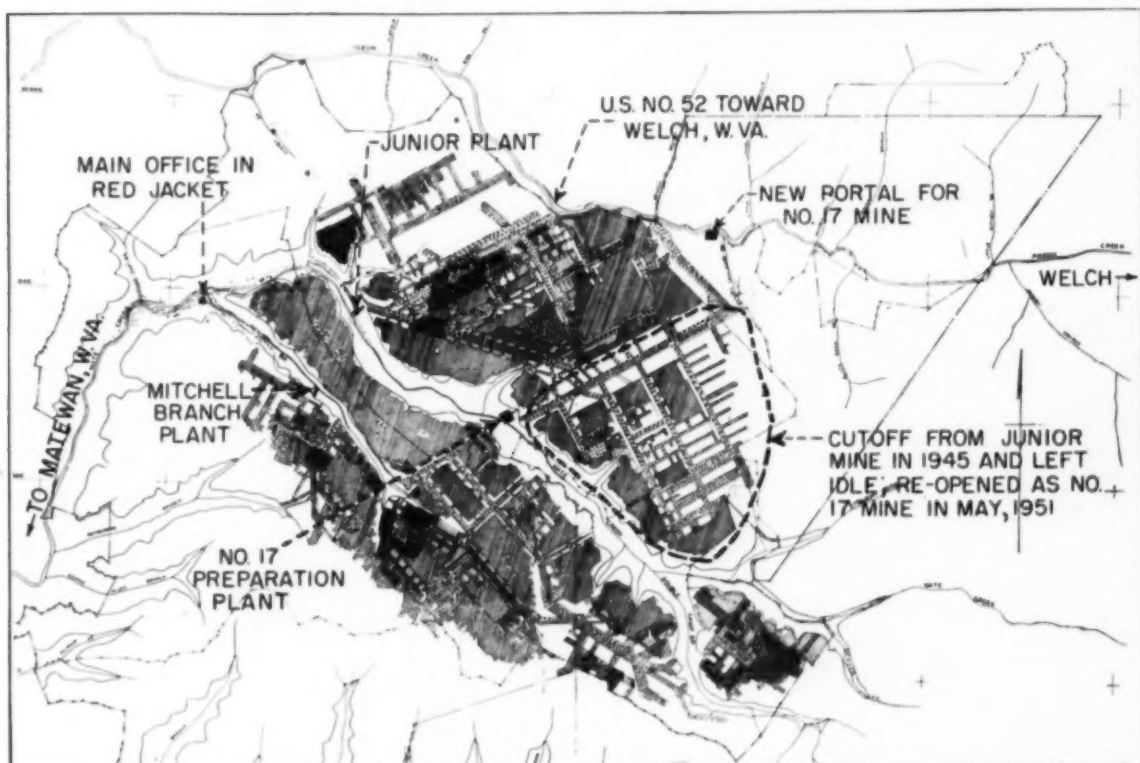 U.S. NO. 52 TOWARD
WELCH, W. VA.
JUNIOR PLANT
MAIN OFFICE IN
RED JACKET
NEW PORTAL FOR
NO. 17 MINE
WELCH
TO MATEWAN, W. VA.
MITCHELL
BRANCH
PLANT
CUTOFF FROM JUNIOR
MINE IN 1945 AND LEFT
IDLE; RE-OPENED AS NO.
17 MINE IN MAY, 1951
NO. 17
PREPARATION
PLANT